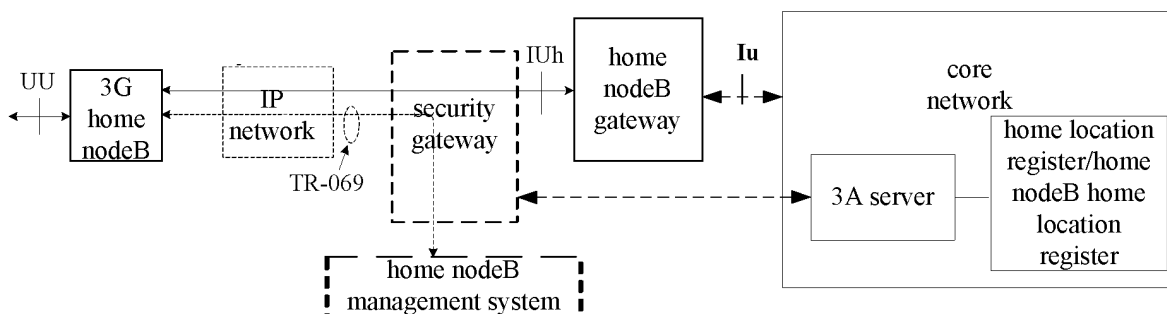 UU
3G
home
nodeB
IP
network
TR-069
security
gateway
IUh
home
nodeB
gateway
Iu
core
network
3A server
home location
register/home
nodeB home
location
register
home nodeB
management system